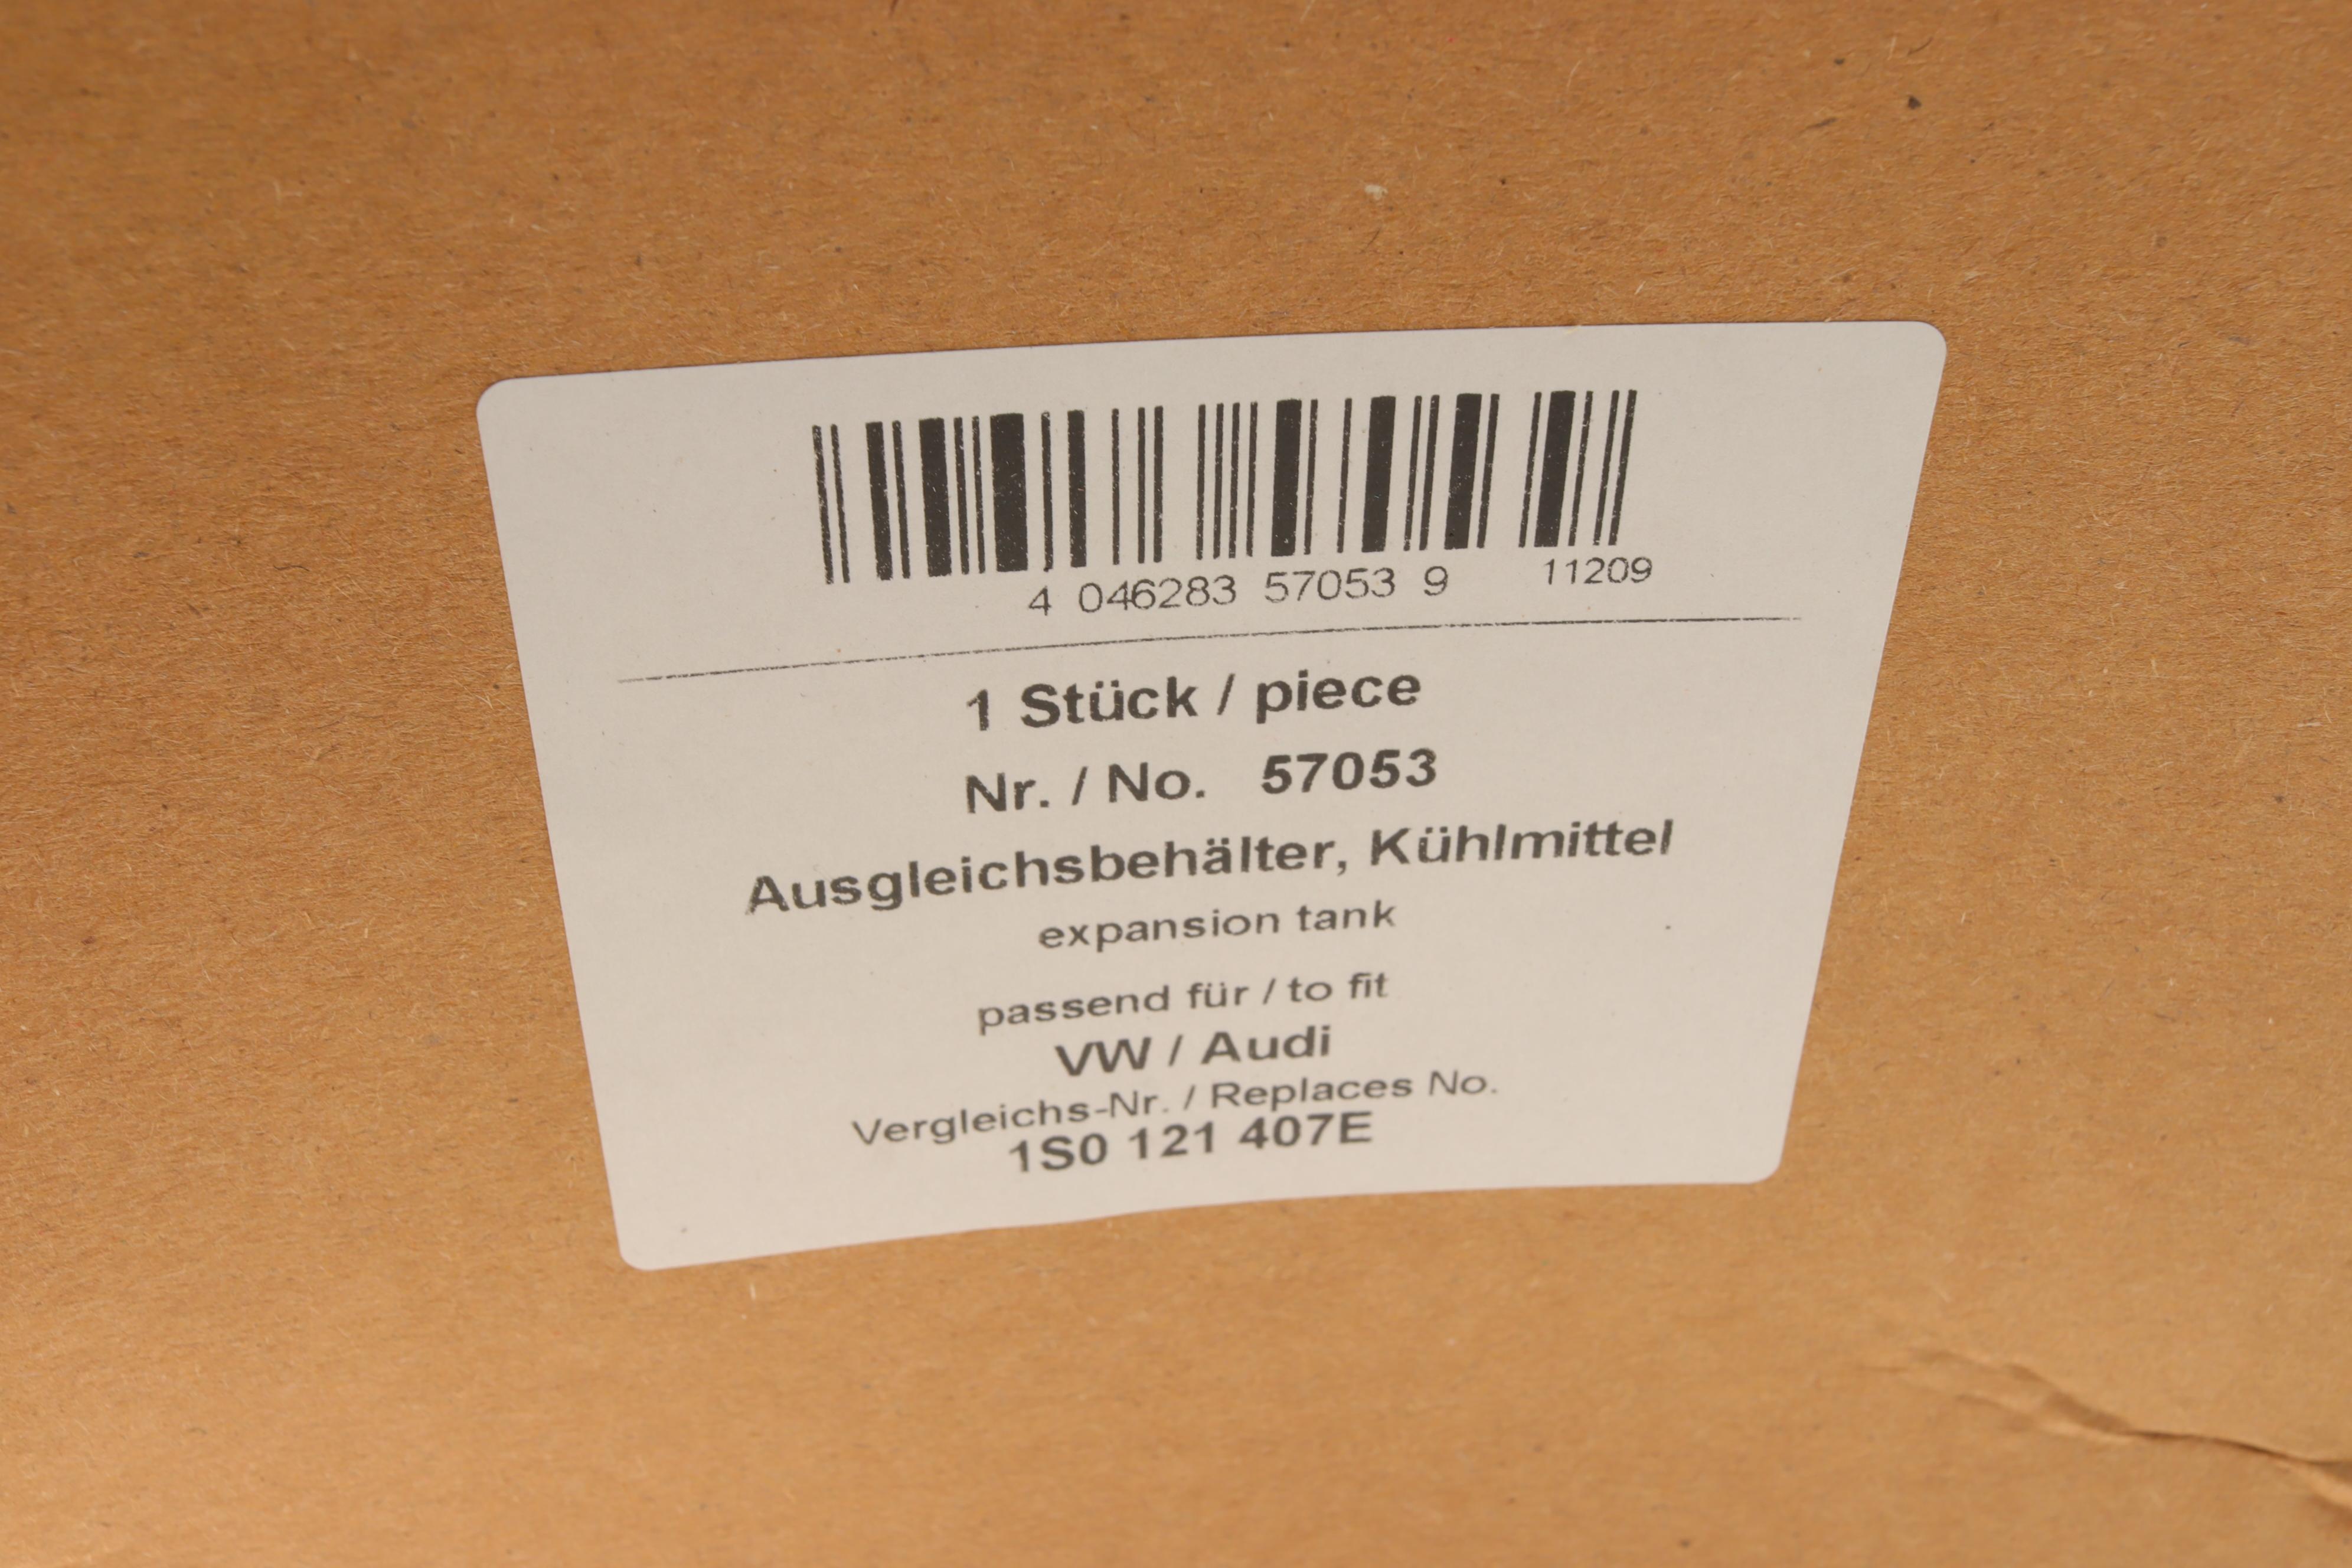 4 046283 57053 9 11209
1 Stück / piece
Nr. / No. 57053
Ausgleichsbehälter, Kühlmittel
expansion tank
passend für / to fit
VW / Audi
Vergleichs-Nr. / Replaces No.
1S0 121 407E